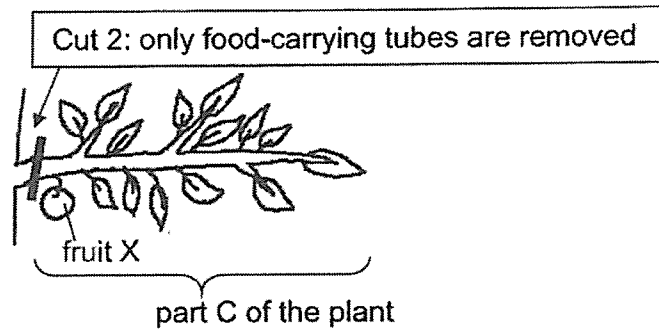 Cut 2: only food-carrying tubes are removed
fruit X
part C of the plant